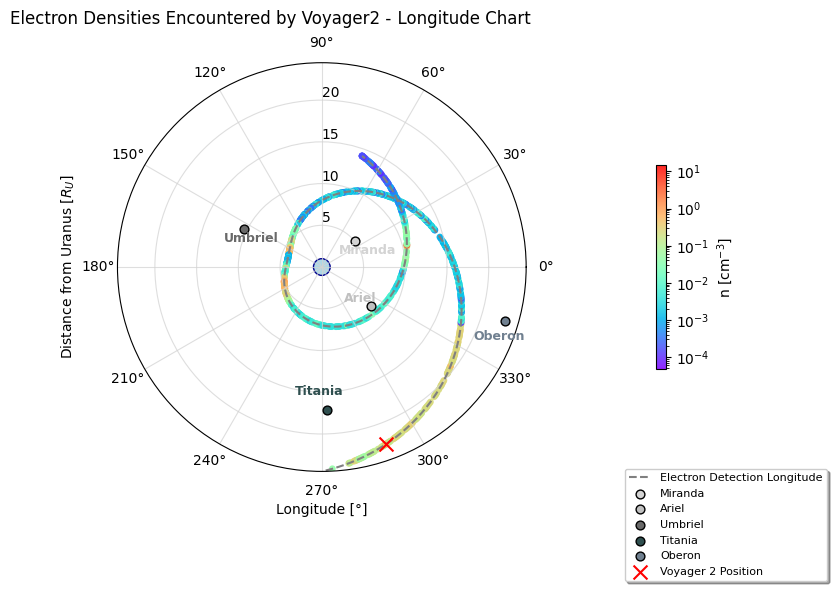 Electron Densities Encountered by Voyager2 - Longitude Chart
90°
120°
60°
20
15
150°
30°
10
5
Umbriel
Miranda
180°
0°
Ariel
Oberon
210°
330°
Titania
240°
300°
270°
Longitude [°]
Distance from Uranus [R_U]
10^1
10^0
10^-1
10^-2
10^-3
10^-4
n [cm^-3]
Electron Detection Longitude
Miranda
Ariel
Umbriel
Titania
Oberon
Voyager 2 Position